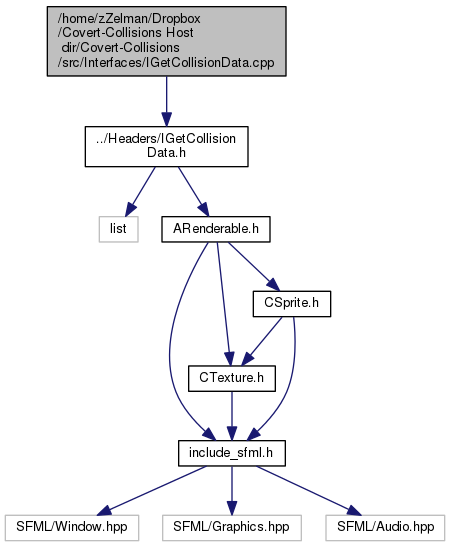 /home/zZelman/Dropbox
/Covert-Collisions Host
dir/Covert-Collisions
/src/Interfaces/IGetCollisionData.cpp
../Headers/IGetCollision
Data.h
list
ARenderable.h
CSprite.h
CTexture.h
include_sfml.h
SFML/Window.hpp
SFML/Graphics.hpp
SFML/Audio.hpp